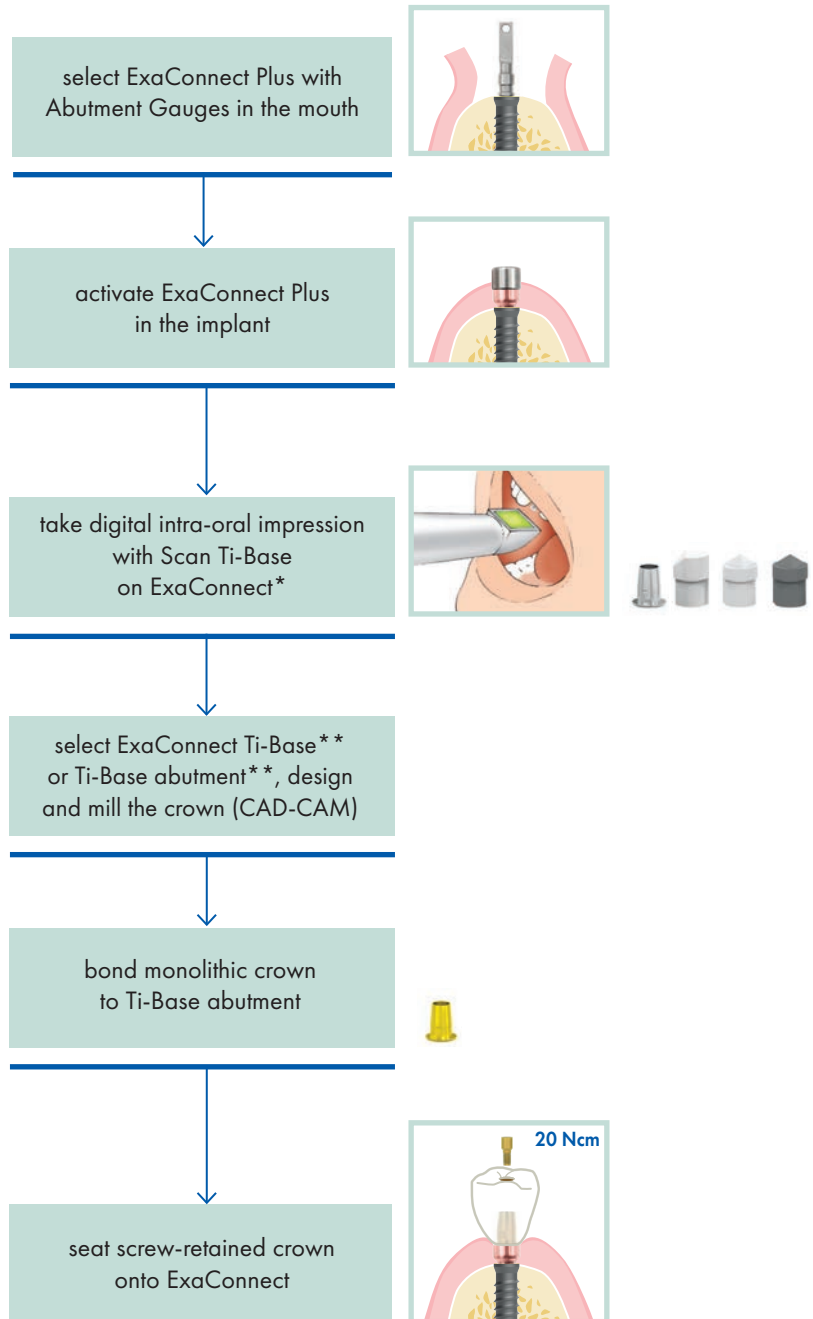 select ExaConnect Plus with
Abutment Gauges in the mouth
activate ExaConnect Plus
in the implant
take digital intra-oral impression
with Scan Ti-Base
on ExaConnect*
select ExaConnect Ti-Base**
or Ti-Base abutment**, design
and mill the crown (CAD-CAM)
bond monolithic crown
to Ti-Base abutment
20 Ncm
seat screw-retained crown
onto ExaConnect